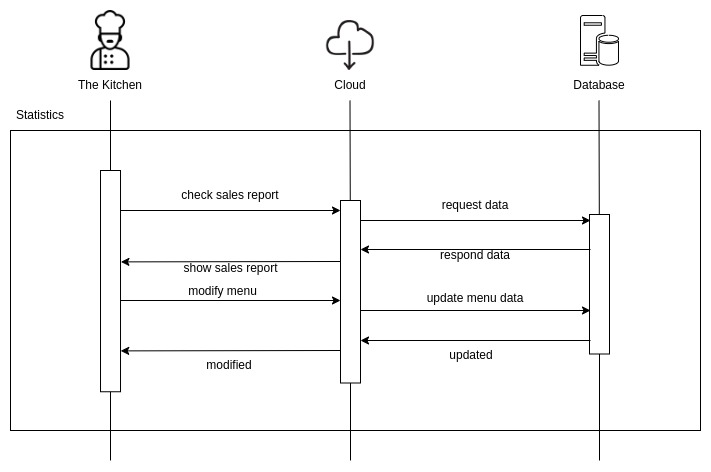 The Kitchen
Cloud
Database
Statistics
check sales report
request data
respond data
show sales report
modify menu
update menu data
updated
modified